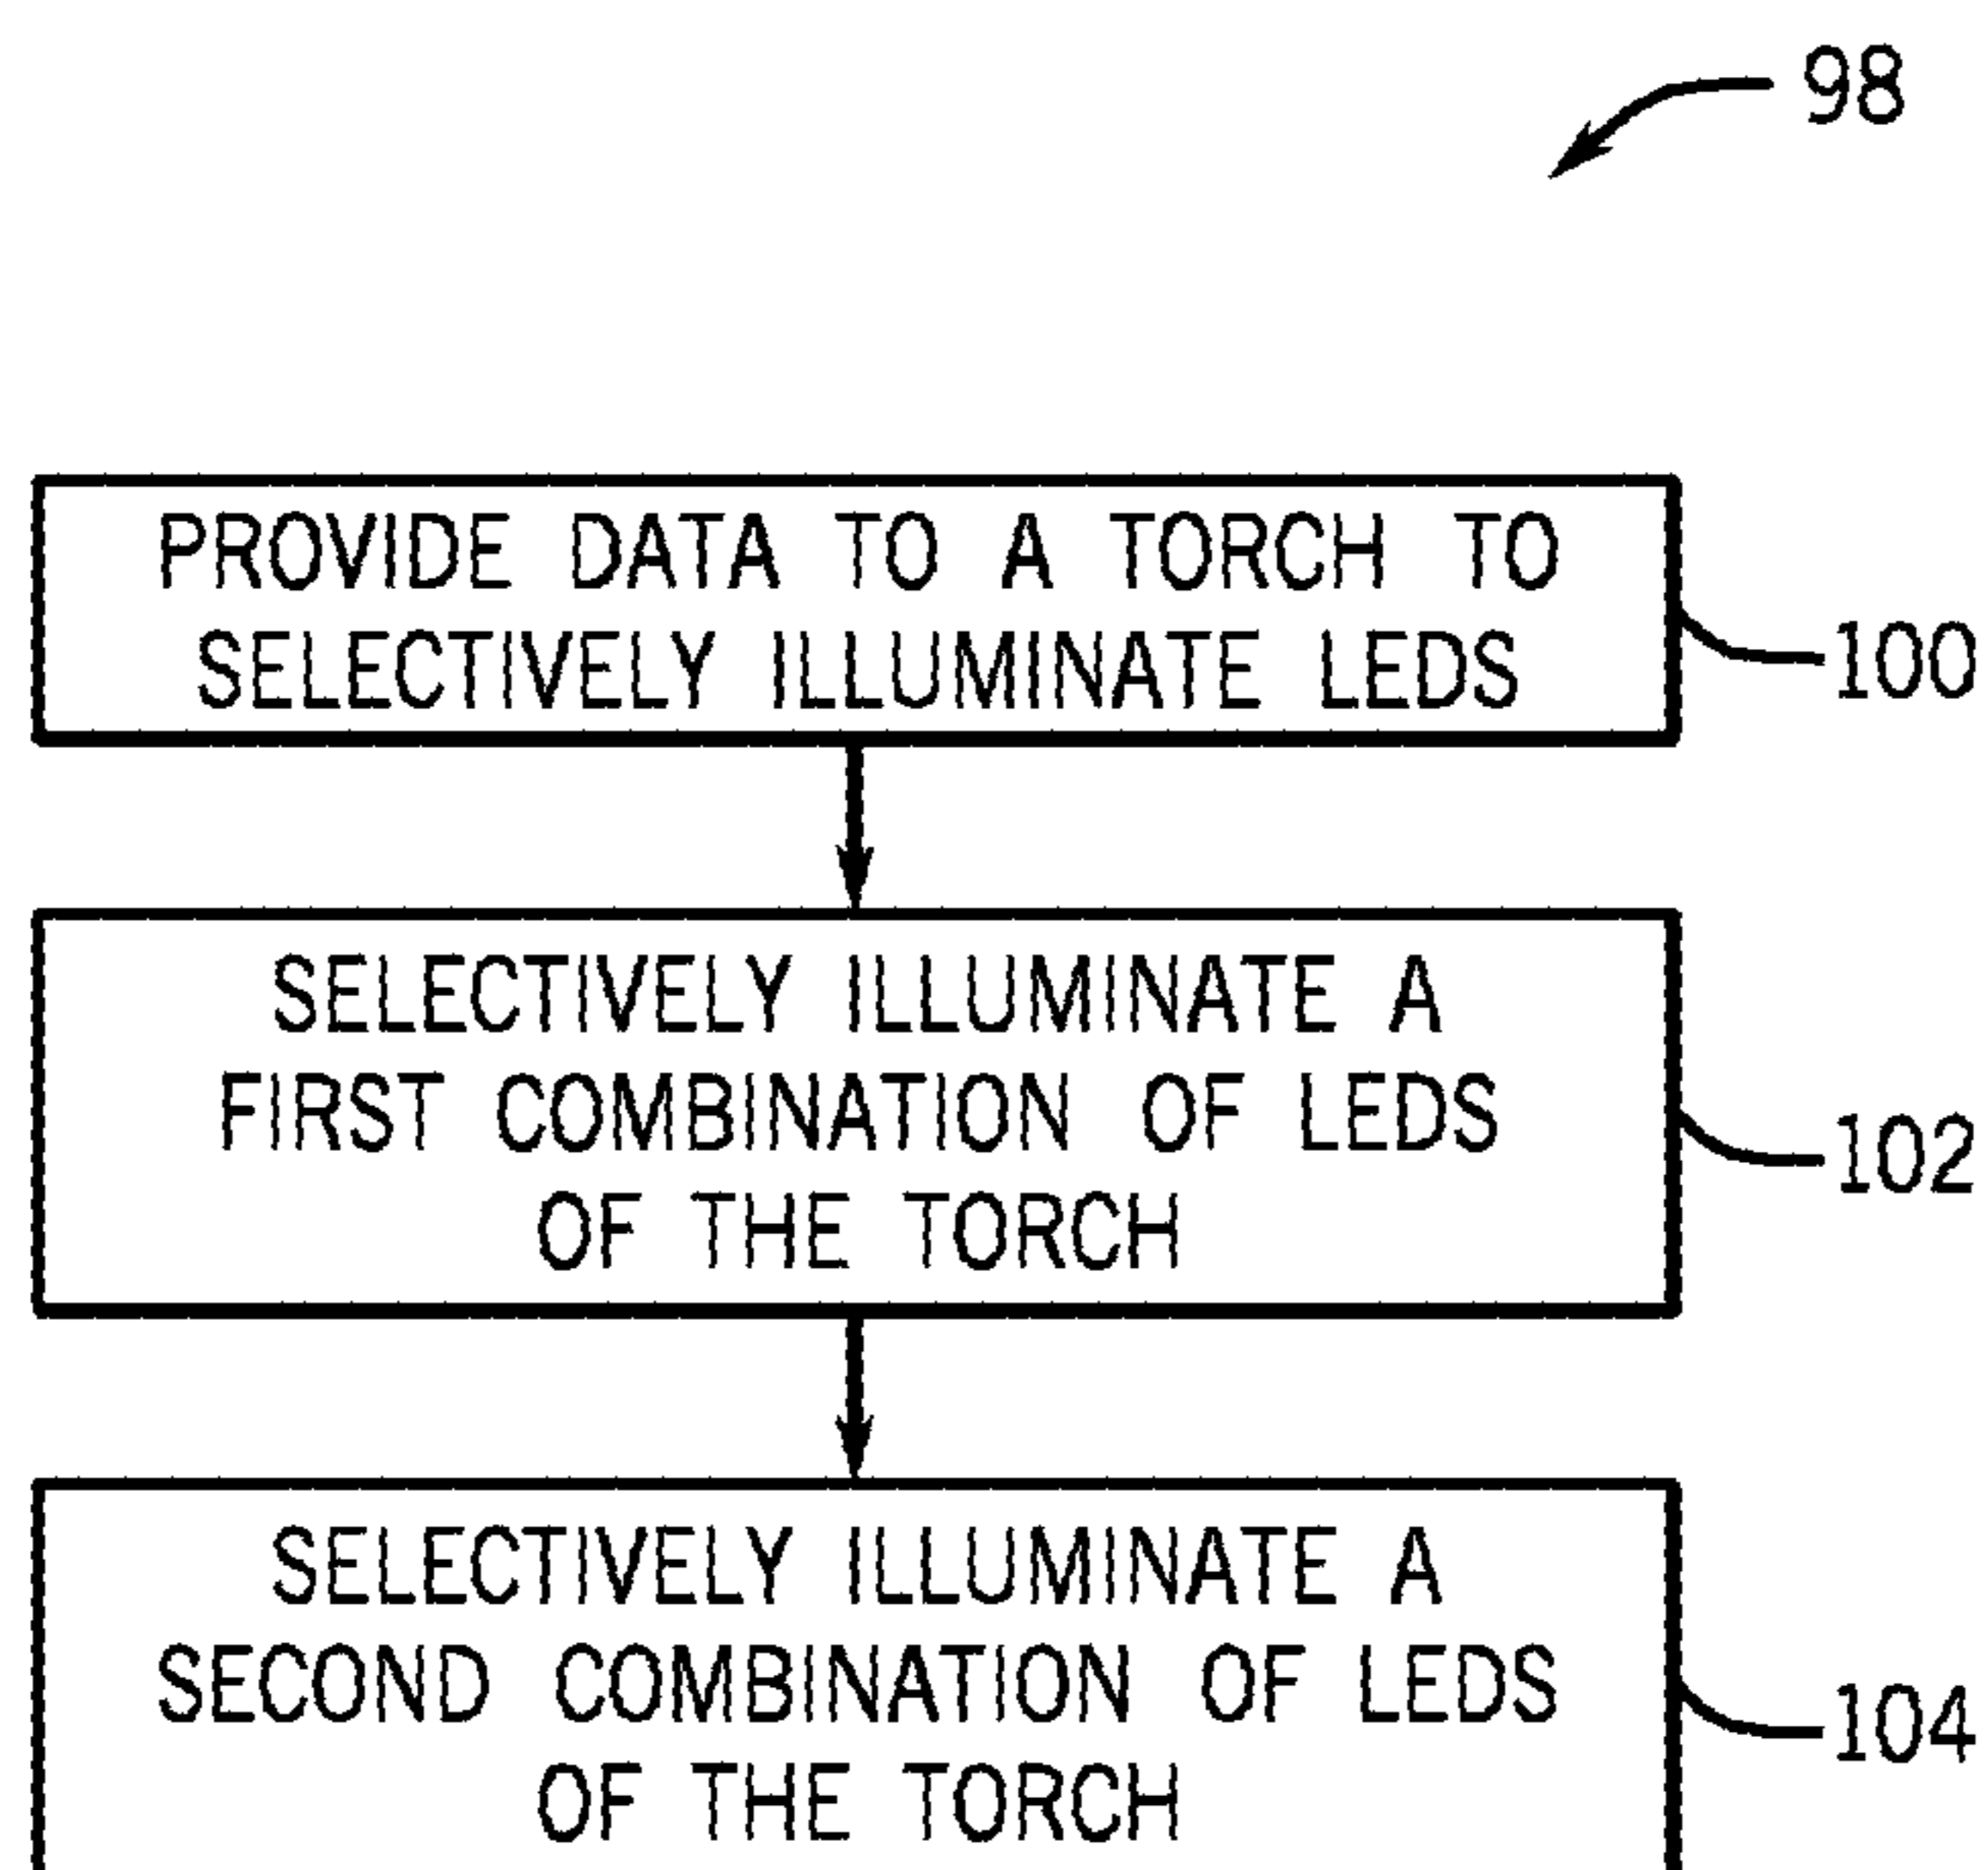 98
PROVIDE DATA TO A TORCH TO
SELECTIVELY ILLUMINATE LEDS
100
SELECTIVELY ILLUMINATE A
FIRST COMBINATION OF LEDS
OF THE TORCH
102
SELECTIVELY ILLUMINATE A
SECOND COMBINATION OF LEDS
OF THE TORCH
104